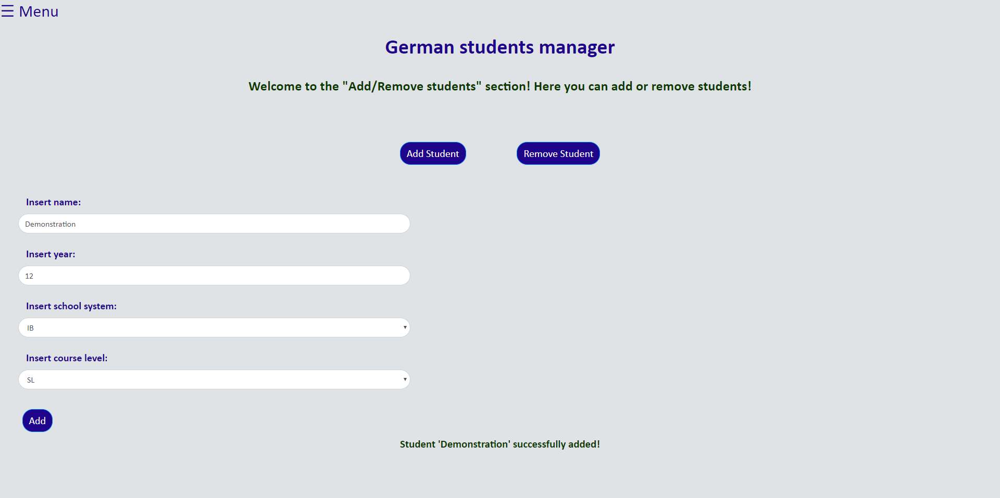 ☰ Menu
German students manager
Welcome to the "Add/Remove students" section! Here you can add or remove students!
Add Student Remove Student
Insert name:
Demonstration
Insert year:
12
Insert school system:
IB
Insert course level:
SL
Add
Student 'Demonstration' successfully added!